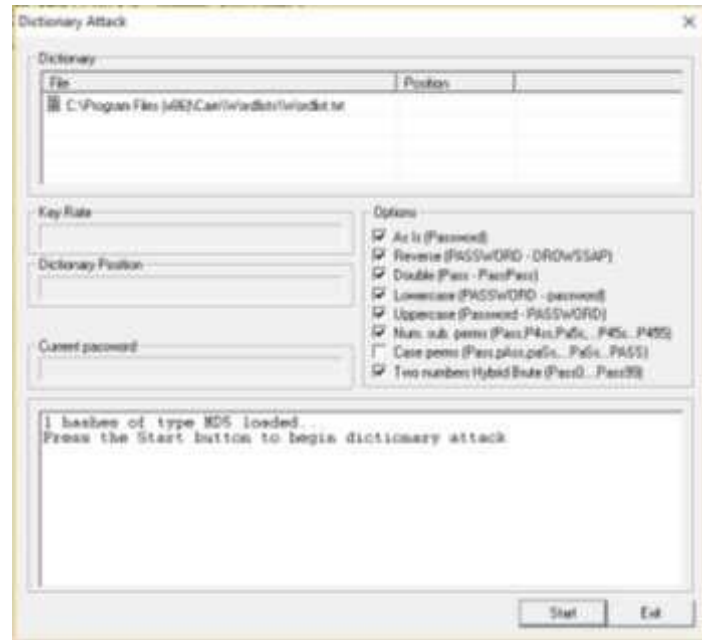 Dictionary Attack
Dictionary
File Position
C:\Program Files (x86)\Cain\Wordlists\Wordlist.txt
Key Rate
Dictionary Position
Current password
Options
As Is (Password)
Reverse (PASSWORD - DROWSSAP)
Double (Pass - PassPass)
Lowercase (PASSWORD - password)
Uppercase (Password - PASSWORD)
Num. sub. perms (Pass,P4ss,Pa5s,...P45s...P455)
Case perms (Pass,pAss,paSs,...PaSs...PASS)
Two numbers Hybrid Brute (Pass0...Pass99)
1 hashes of type MD5 loaded...
Press the Start button to begin dictionary attack
Start Exit